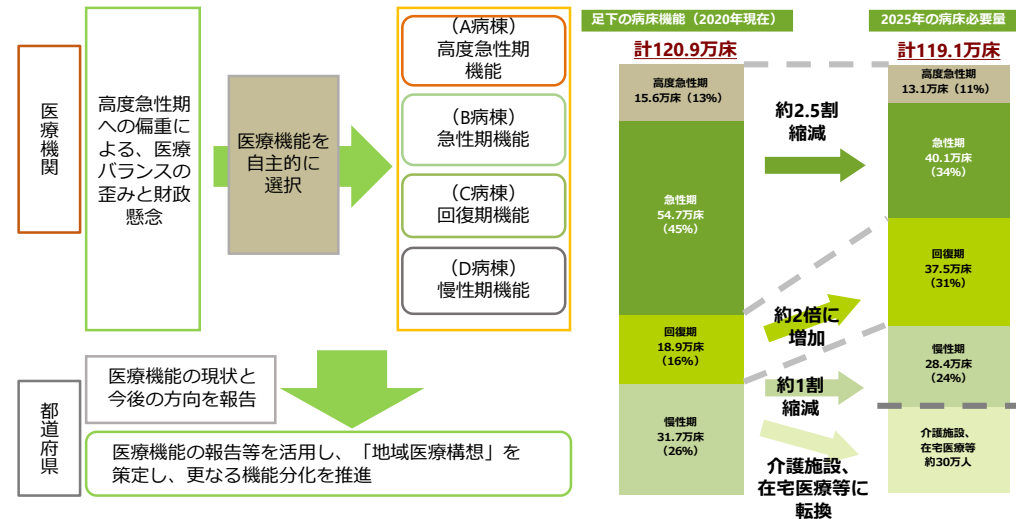 医療機関
高度急性期
への偏重に
よる、医療
バランスの
歪みと財政
懸念
医療機能を
自主的に
選択
(A病棟)
高度急性期
機能
(B病棟)
急性期機能
(C病棟)
回復期機能
(D病棟)
慢性期機能
都道府県
医療機能の現状と
今後の方向を報告
医療機能の報告等を活用し、「地域医療構想」を
策定し、更なる機能分化を推進
足下の病床機能(2020年現在)
計120.9万床
高度急性期
15.6万床(13%)
急性期
54.7万床
(45%)
回復期
18.9万床
(16%)
慢性期
31.7万床
(26%)
約2.5割
縮減
約2倍に
増加
約1割
縮減
介護施設、
在宅医療等に
転換
2025年の病床必要量
計119.1万床
高度急性期
13.1万床(11%)
急性期
40.1万床
(34%)
回復期
37.5万床
(31%)
慢性期
28.4万床
(24%)
介護施設、
在宅医療等
約30万人